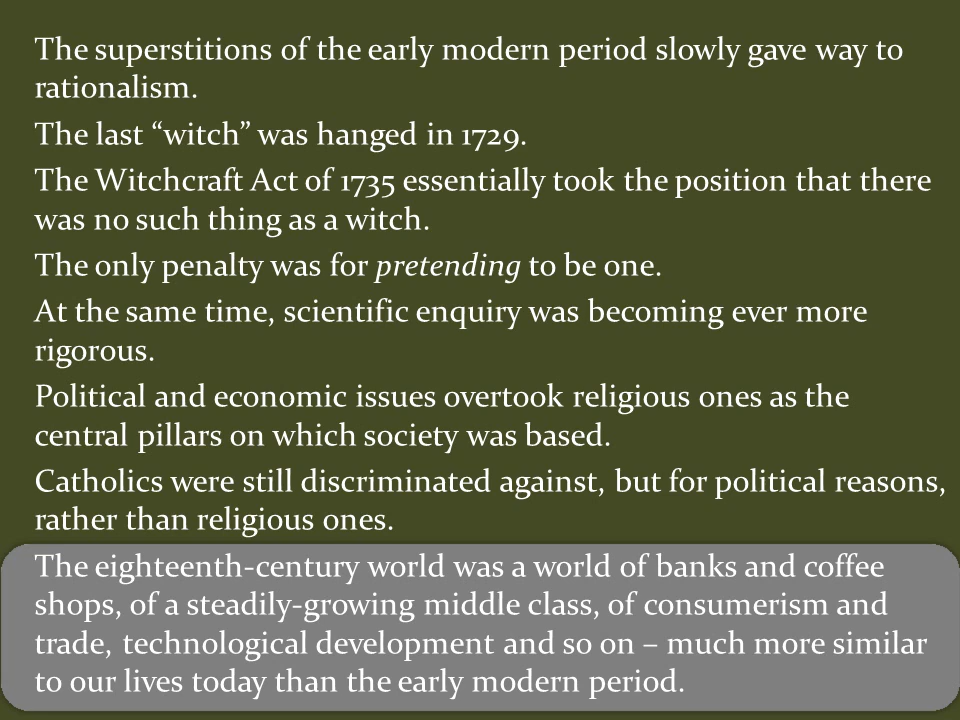 The superstitions of the early modern period slowly gave way to
rationalism.
The last “witch” was hanged in 1729.
The Witchcraft Act of 1735 essentially took the position that there
was no such thing as a witch.
The only penalty was for pretending to be one.
At the same time, scientific enquiry was becoming ever more
rigorous.
Political and economic issues overtook religious ones as the
central pillars on which society was based.
Catholics were still discriminated against, but for political reasons,
rather than religious ones.
The eighteenth-century world was a world of banks and coffee
shops, of a steadily-growing middle class, of consumerism and
trade, technological development and so on – much more similar
to our lives today than the early modern period.